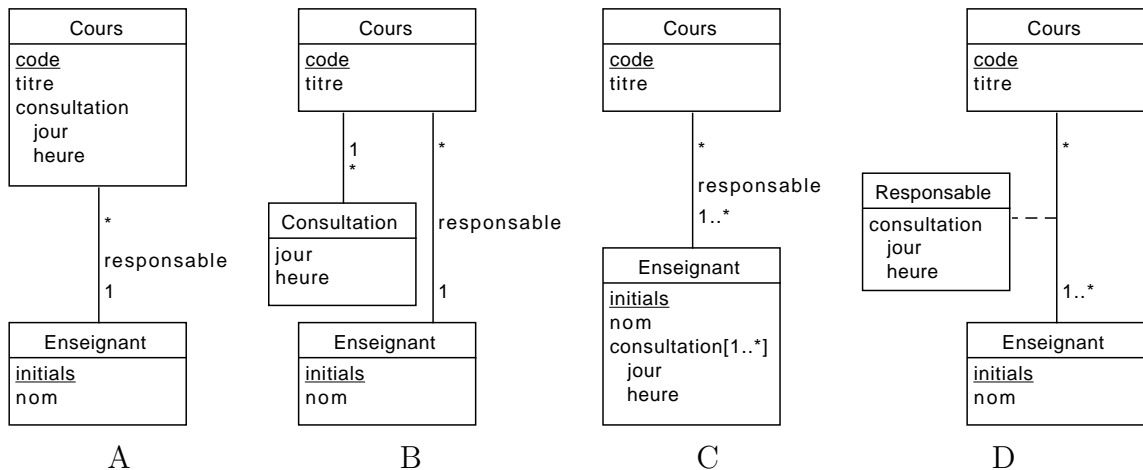 Cours
code
titre
consultation
jour
heure
*
responsable
1
Enseignant
initials
nom
A
Cours
code
titre
1
*
*
Consultation
jour
heure
responsable
1
Enseignant
initials
nom
B
Cours
code
titre
*
responsable
1..*
Enseignant
initials
nom
consultation[1..*]
jour
heure
C
Cours
code
titre
*
Responsable
consultation
jour
heure
1..*
Enseignant
initials
nom
D